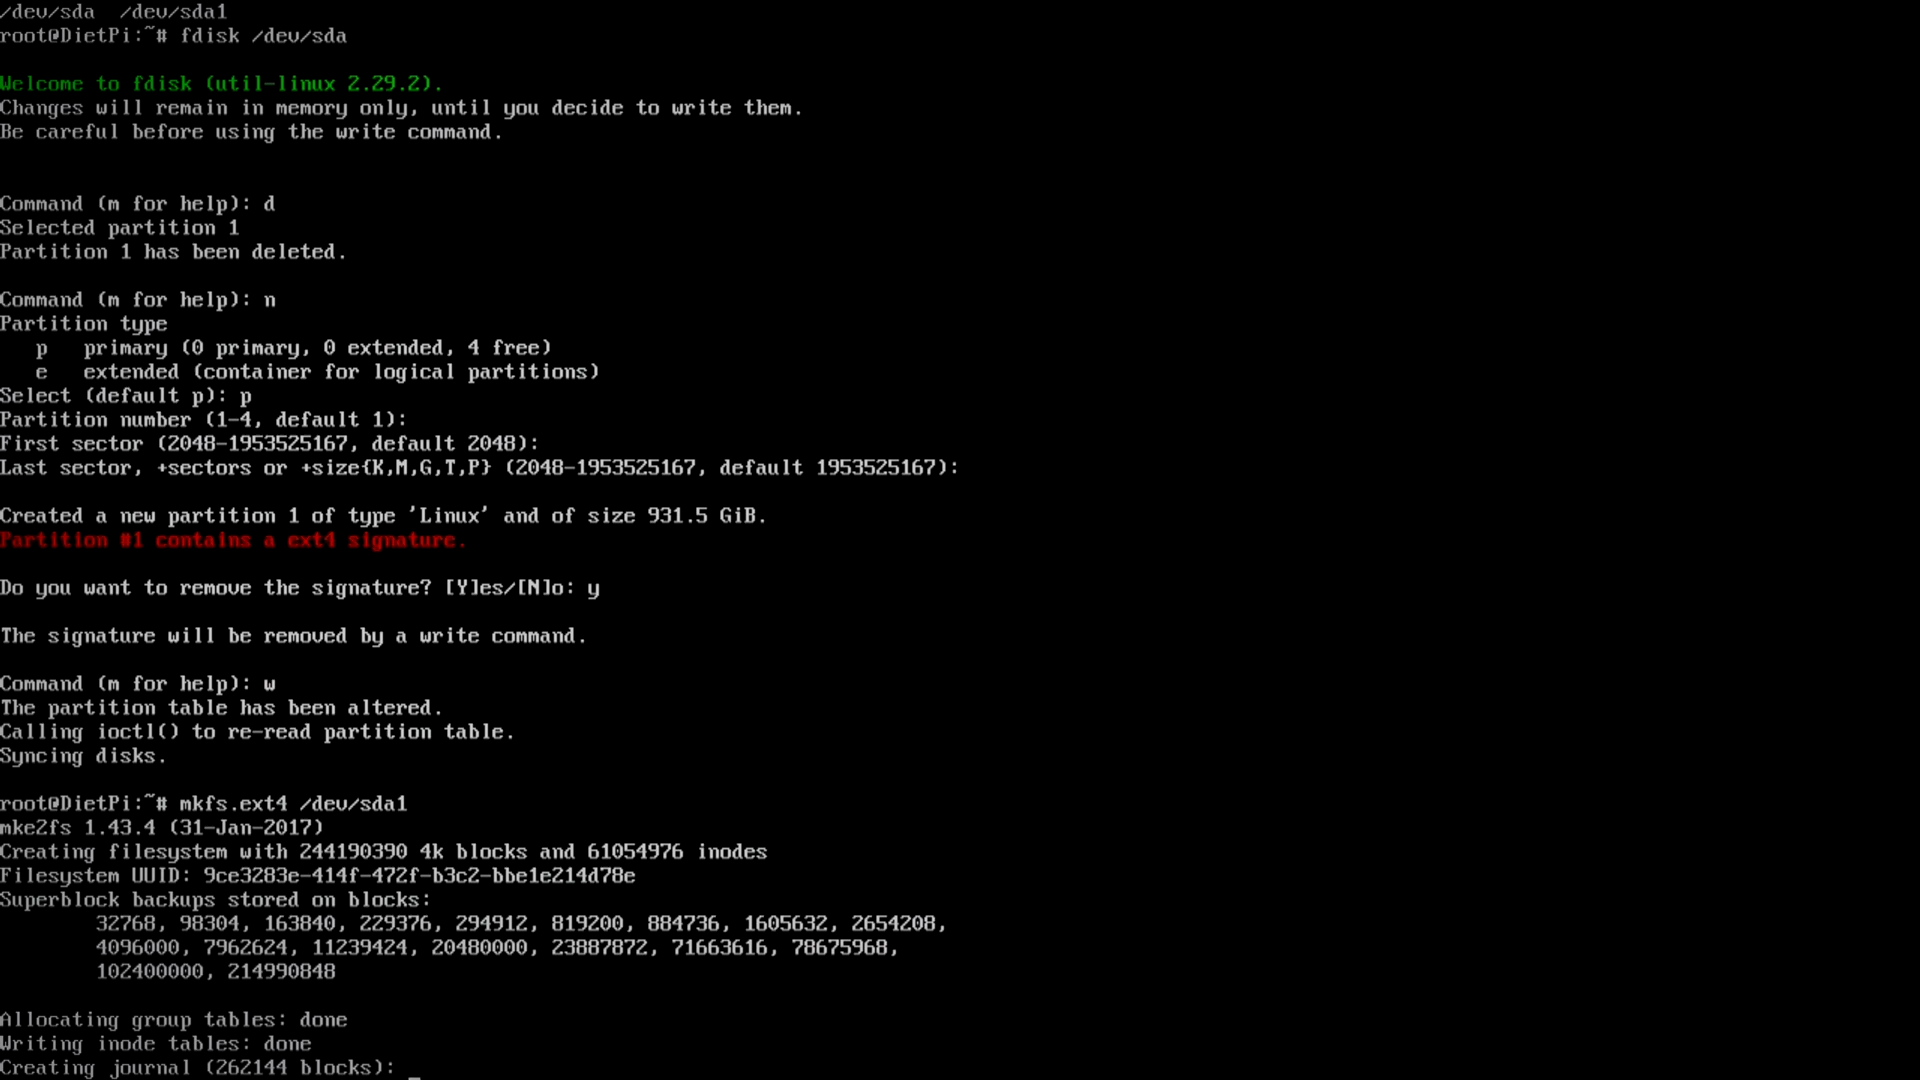 /dev/sda  /dev/sda1
root@DietPi:~# fdisk /dev/sda
Welcome to fdisk (util-linux 2.29.2).
Changes will remain in memory only, until you decide to write them.
Be careful before using the write command.
Command (m for help): d
Selected partition 1
Partition 1 has been deleted.
Command (m for help): n
Partition type
   p   primary (0 primary, 0 extended, 4 free)
   e   extended (container for logical partitions)
Select (default p): p
Partition number (1-4, default 1):
First sector (2048-1953525167, default 2048):
Last sector, +sectors or +size{K,M,G,T,P} (2048-1953525167, default 1953525167):
Created a new partition 1 of type 'Linux' and of size 931.5 GiB.
Partition #1 contains a ext4 signature.
Do you want to remove the signature? [Y]es/[N]o: y
The signature will be removed by a write command.
Command (m for help): w
The partition table has been altered.
Calling ioctl() to re-read partition table.
Syncing disks.
root@DietPi:~# mkfs.ext4 /dev/sda1
mke2fs 1.43.4 (31-Jan-2017)
Creating filesystem with 244190390 4k blocks and 61054976 inodes
Filesystem UUID: 9ce3283e-414f-472f-b3c2-bbe1e214d78e
Superblock backups stored on blocks:
        32768, 98304, 163840, 229376, 294912, 819200, 884736, 1605632, 2654208,
        4096000, 7962624, 11239424, 20480000, 23887872, 71663616, 78675968,
        102400000, 214990848
Allocating group tables: done
Writing inode tables: done
Creating journal (262144 blocks): _